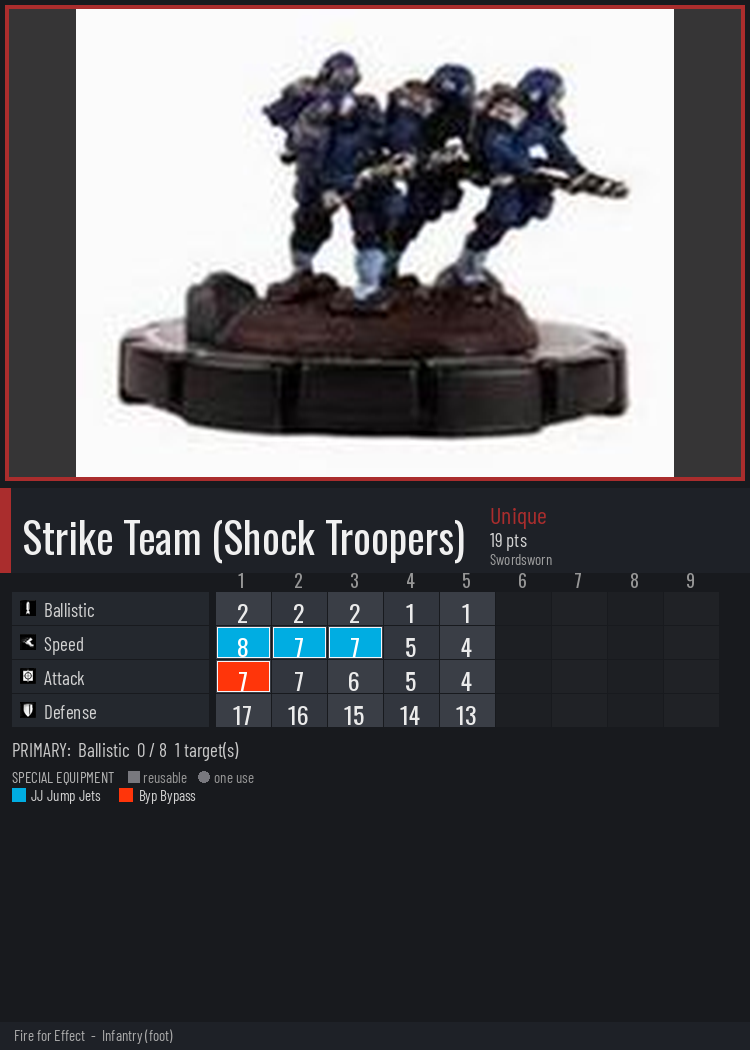 Strike Team (Shock Troopers)
Unique
19 pts
Swordsworn
1 2 3 4 5 6 7 8 9
Ballistic 2 2 2 1 1
Speed 8 7 7 5 4
Attack 7 7 6 5 4
Defense 17 16 15 14 13
PRIMARY: Ballistic 0 / 8 1 target(s)
SPECIAL EQUIPMENT reusable one use
JJ Jump Jets Byp Bypass
Fire for Effect - Infantry (foot)